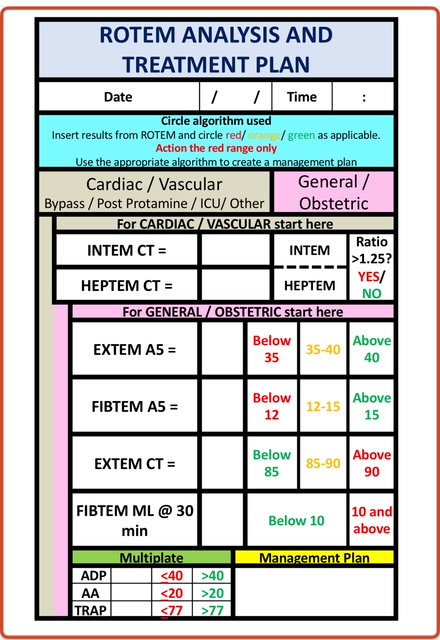 ROTEM ANALYSIS AND
TREATMENT PLAN
Date / / Time :
Circle algorithm used
Insert results from ROTEM and circle red/ orange/ green as applicable.
Action the red range only
Use the appropriate algorithm to create a management plan
Cardiac / Vascular
Bypass / Post Protamine / ICU/ Other
General /
Obstetric
For CARDIAC / VASCULAR start here
INTEM CT =
HEPTEM CT =
INTEM
HEPTEM
Ratio
>1.25?
YES/
NO
For GENERAL / OBSTETRIC start here
EXTEM A5 =
Below
35
35-40
Above
40
FIBTEM A5 =
Below
12
12-15
Above
15
EXTEM CT =
Below
85
85-90
Above
90
FIBTEM ML @ 30
min
Below 10
10 and
above
Multiplate
Management Plan
ADP <40 >40
AA <20 >20
TRAP <77 >77